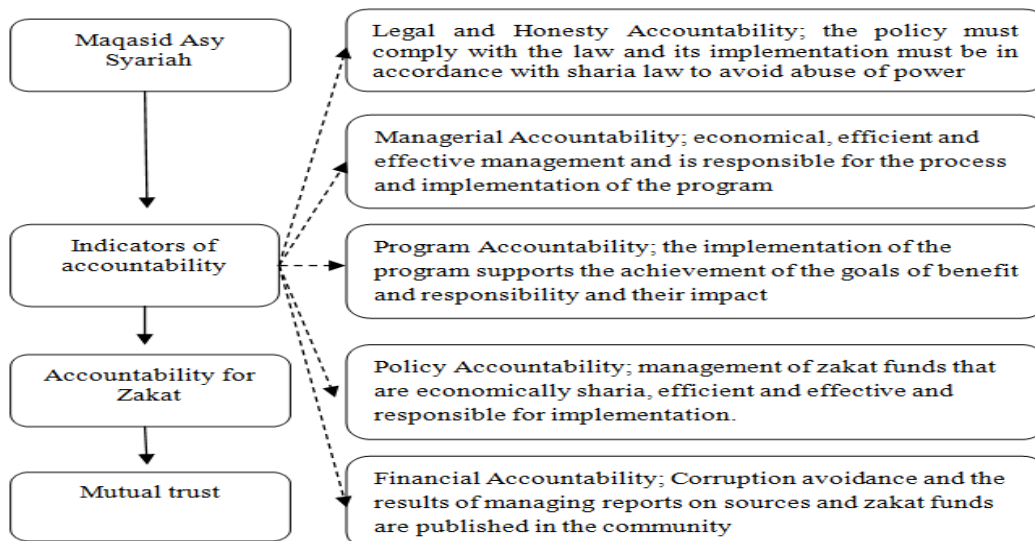 Maqasid Asy
Syariah
Indicators of
accountability
Accountability for
Zakat
Mutual trust
Legal and Honesty Accountability; the policy must
comply with the law and its implementation must be in
accordance with sharia law to avoid abuse of power
Managerial Accountability; economical, efficient and
effective management and is responsible for the process
and implementation of the program
Program Accountability; the implementation of the
program supports the achievement of the goals of benefit
and responsibility and their impact
Policy Accountability; management of zakat funds that
are economically sharia, efficient and effective and
responsible for implementation.
Financial Accountability; Corruption avoidance and the
results of managing reports on sources and zakat funds
are published in the community